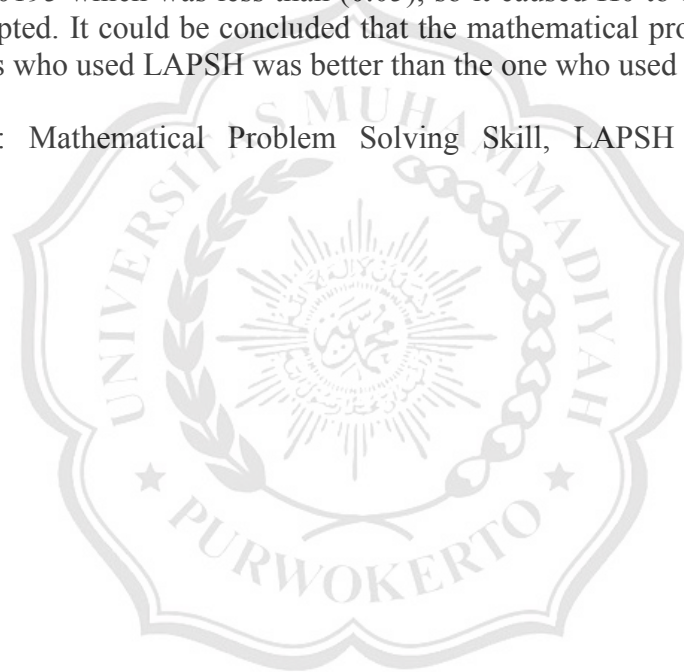 which was less than (0.05), so it caused H0 to
pted. It could be concluded that the mathematical pro
s who used LAPSH was better than the one who used
: Mathematical Problem Solving Skill, LAPSH
UNIVERSITAS MUHAMMADIYAH
PURWOKERTO